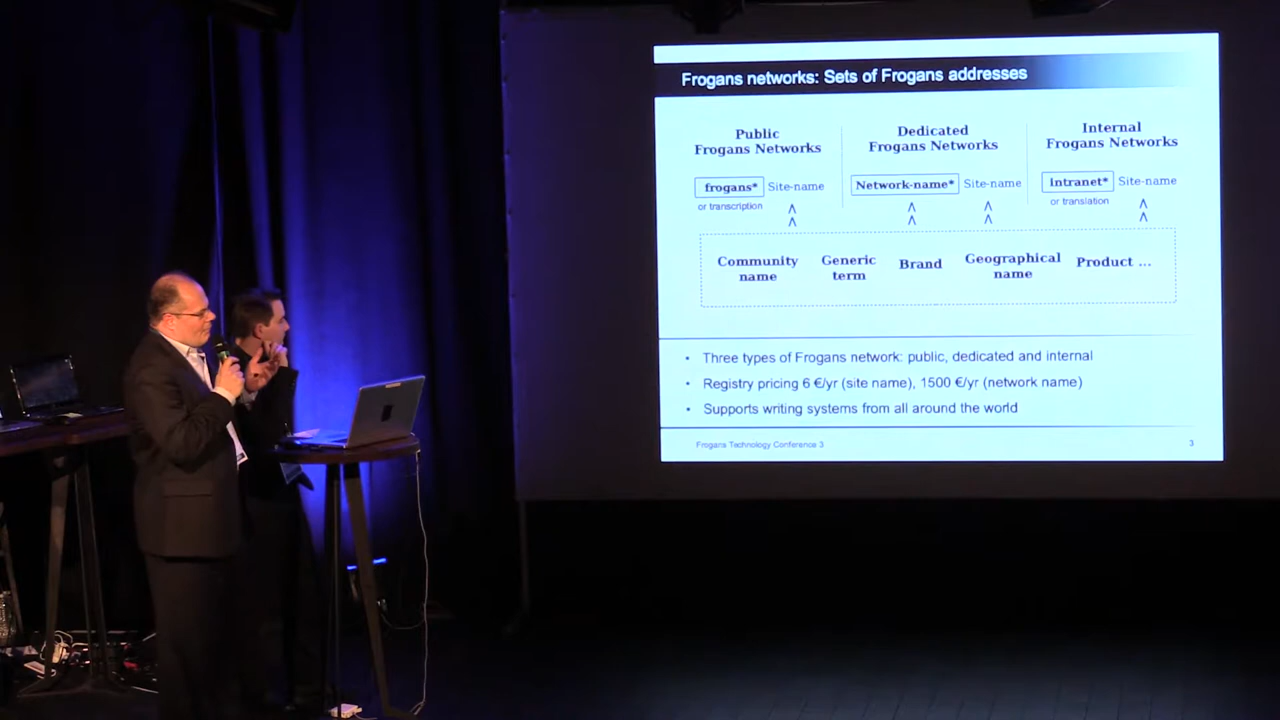 Frogans networks: Sets of Frogans addresses
Public
Frogans Networks
Dedicated
Frogans Networks
Internal
Frogans Networks
frogans* Site-name
or transcription
Network-name* Site-name
intranet* Site-name
or translation
Community
name
Generic
term
Brand
Geographical
name
Product ...
• Three types of Frogans network: public, dedicated and internal
• Registry pricing 6 €/yr (site name), 1500 €/yr (network name)
• Supports writing systems from all around the world
Frogans Technology Conference 3
3